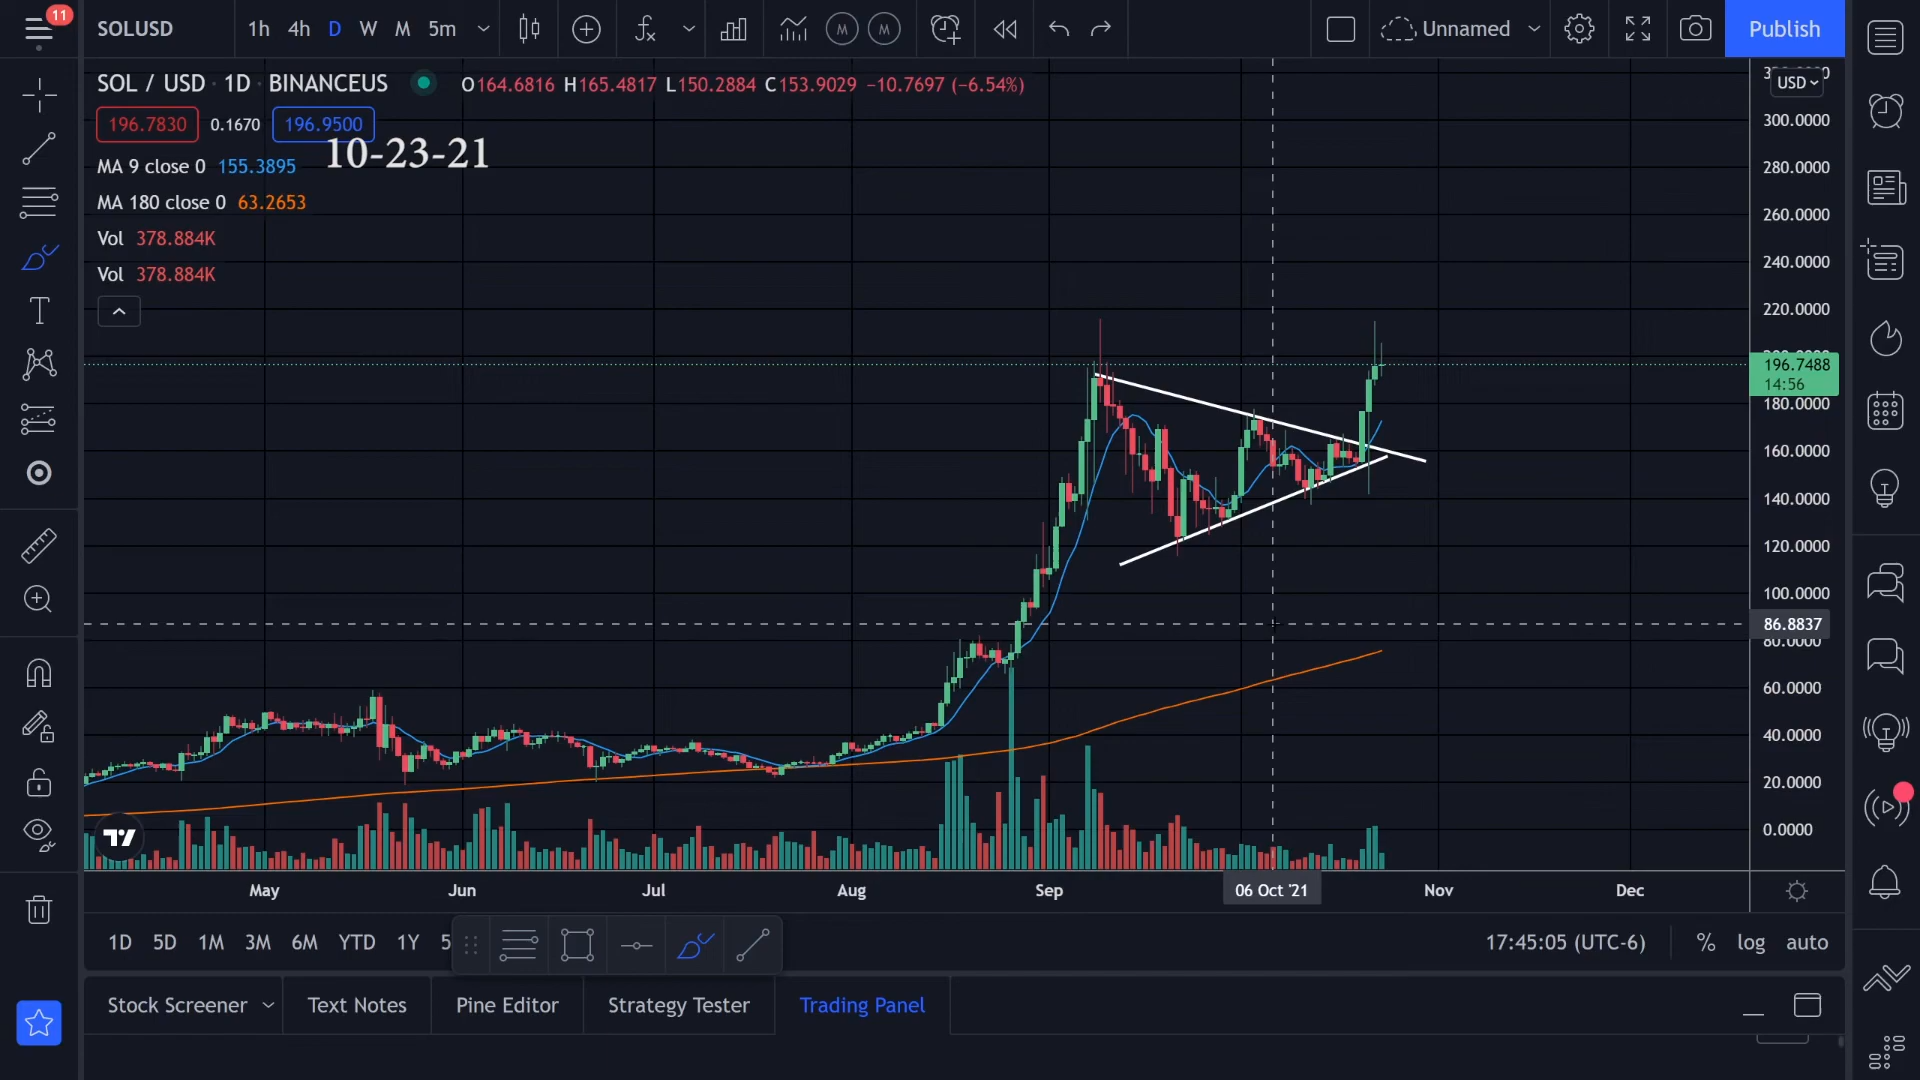 11
SOLUSD
1h 4h D W M 5m
M M
Unnamed
Publish
SOL / USD · 1D · BINANCEUS
O164.6816 H165.4817 L150.2884 C153.9029 −10.7697 (−6.54%)
USD
196.7830 0.1670 196.9500
10-23-21
MA 9 close 0 155.3895
MA 180 close 0 63.2653
Vol 378.884K
Vol 378.884K
300.0000
280.0000
260.0000
240.0000
220.0000
196.7488
14:56
180.0000
160.0000
140.0000
120.0000
100.0000
86.8837
80.0000
60.0000
40.0000
20.0000
0.0000
May Jun Jul Aug Sep 06 Oct '21 Nov Dec
1D 5D 1M 3M 6M YTD 1Y 5
17:45:05 (UTC-6) % log auto
Stock Screener Text Notes Pine Editor Strategy Tester Trading Panel